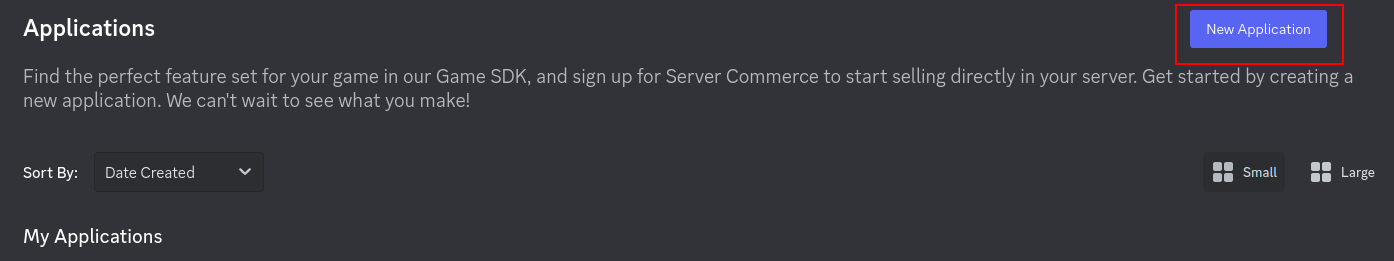 Applications
New Application
Find the perfect feature set for your game in our Game SDK, and sign up for Server Commerce to start selling directly in your server. Get started by creating a
new application. We can't wait to see what you make!
Sort By:
Date Created
Small
Large
My Applications